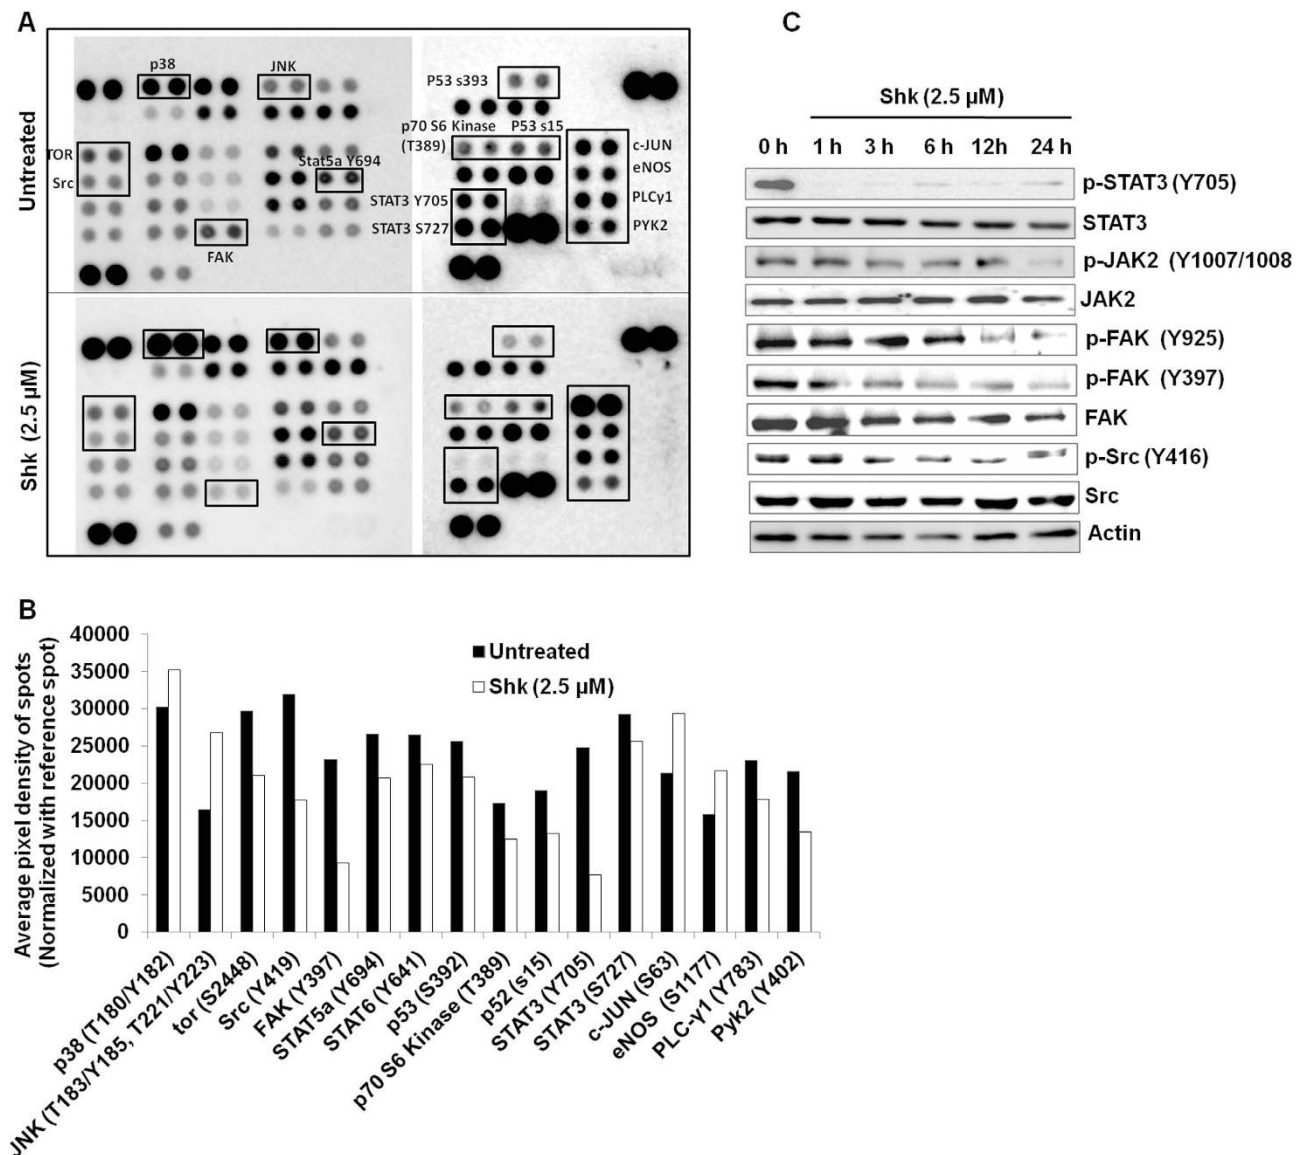 A
Untreated
p38
JNK
TOR
Src
Stat5a Y694
FAK
P53 s393
p70 S6 Kinase
(T389)
P53 s15
c-JUN
eNOS
STAT3 Y705
PLCγ1
STAT3 S727
PYK2
Shk (2.5 µM)
C
Shk (2.5 µM)
0 h 1 h 3 h 6 h 12h 24 h
p-STAT3 (Y705)
STAT3
p-JAK2 (Y1007/1008
JAK2
p-FAK (Y925)
p-FAK (Y397)
FAK
p-Src (Y416)
Src
Actin
B
Average pixel density of spots
(Normalized with reference spot)
40000
35000
30000
25000
20000
15000
10000
5000
0
Untreated
Shk (2.5 µM)
p38 (T180/Y182)
JNK (T183/Y185, T221/Y223)
tor (S2448)
Src (Y419)
FAK (Y397)
STAT5a (Y694)
STAT6 (Y641)
p53 (S392)
p70 S6 Kinase (T389)
p52 (s15)
STAT3 (Y705)
STAT3 (S727)
c-JUN (S63)
eNOS (S1177)
PLC-γ1 (Y783)
Pyk2 (Y402)